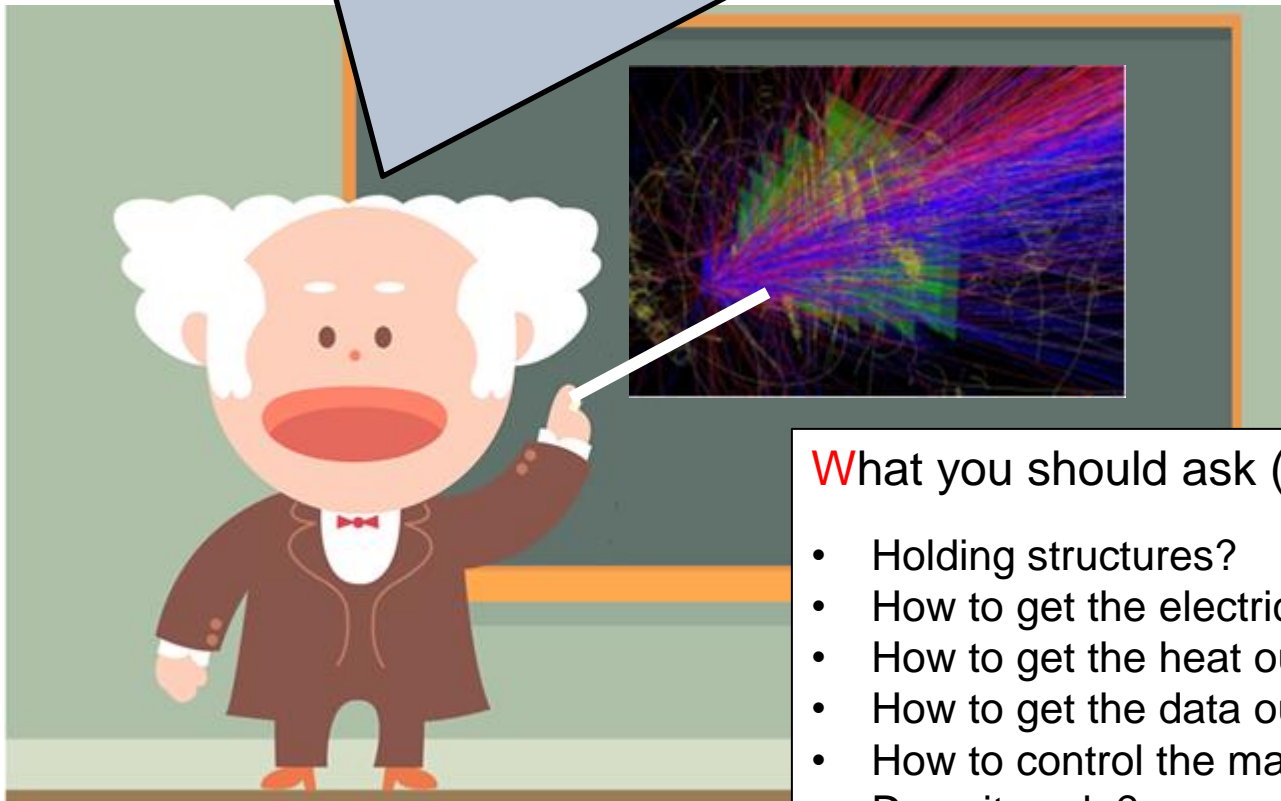 What you should ask (
• Holding structures?
• How to get the electric
• How to get the heat ou
• How to get the data ou
• How to control the ma